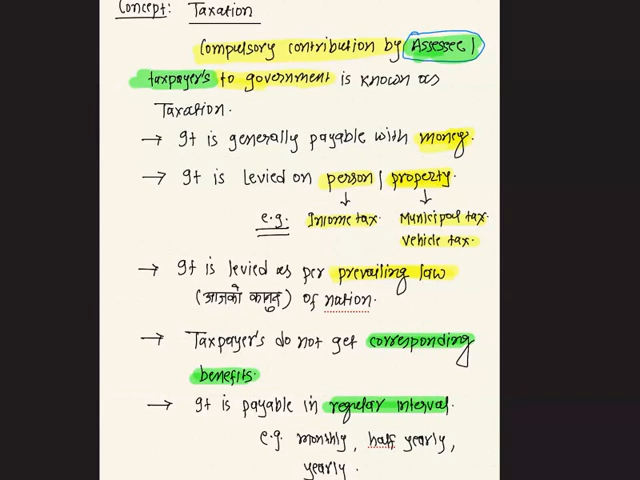 Concept: Taxation
Compulsory contribution by Assessee |
taxpayer's to government is known as
Taxation.
→ It is generally payable with money.
→ It is levied on person | property.
↓ ↓
e.g. Income tax Municipal tax
Vehicle tax.
→ It is levied as per prevailing law
(आजको कानुन) of nation.
→ Taxpayer's do not get corresponding
benefits.
→ It is payable in regular interval.
e.g. monthly, half yearly,
yearly.